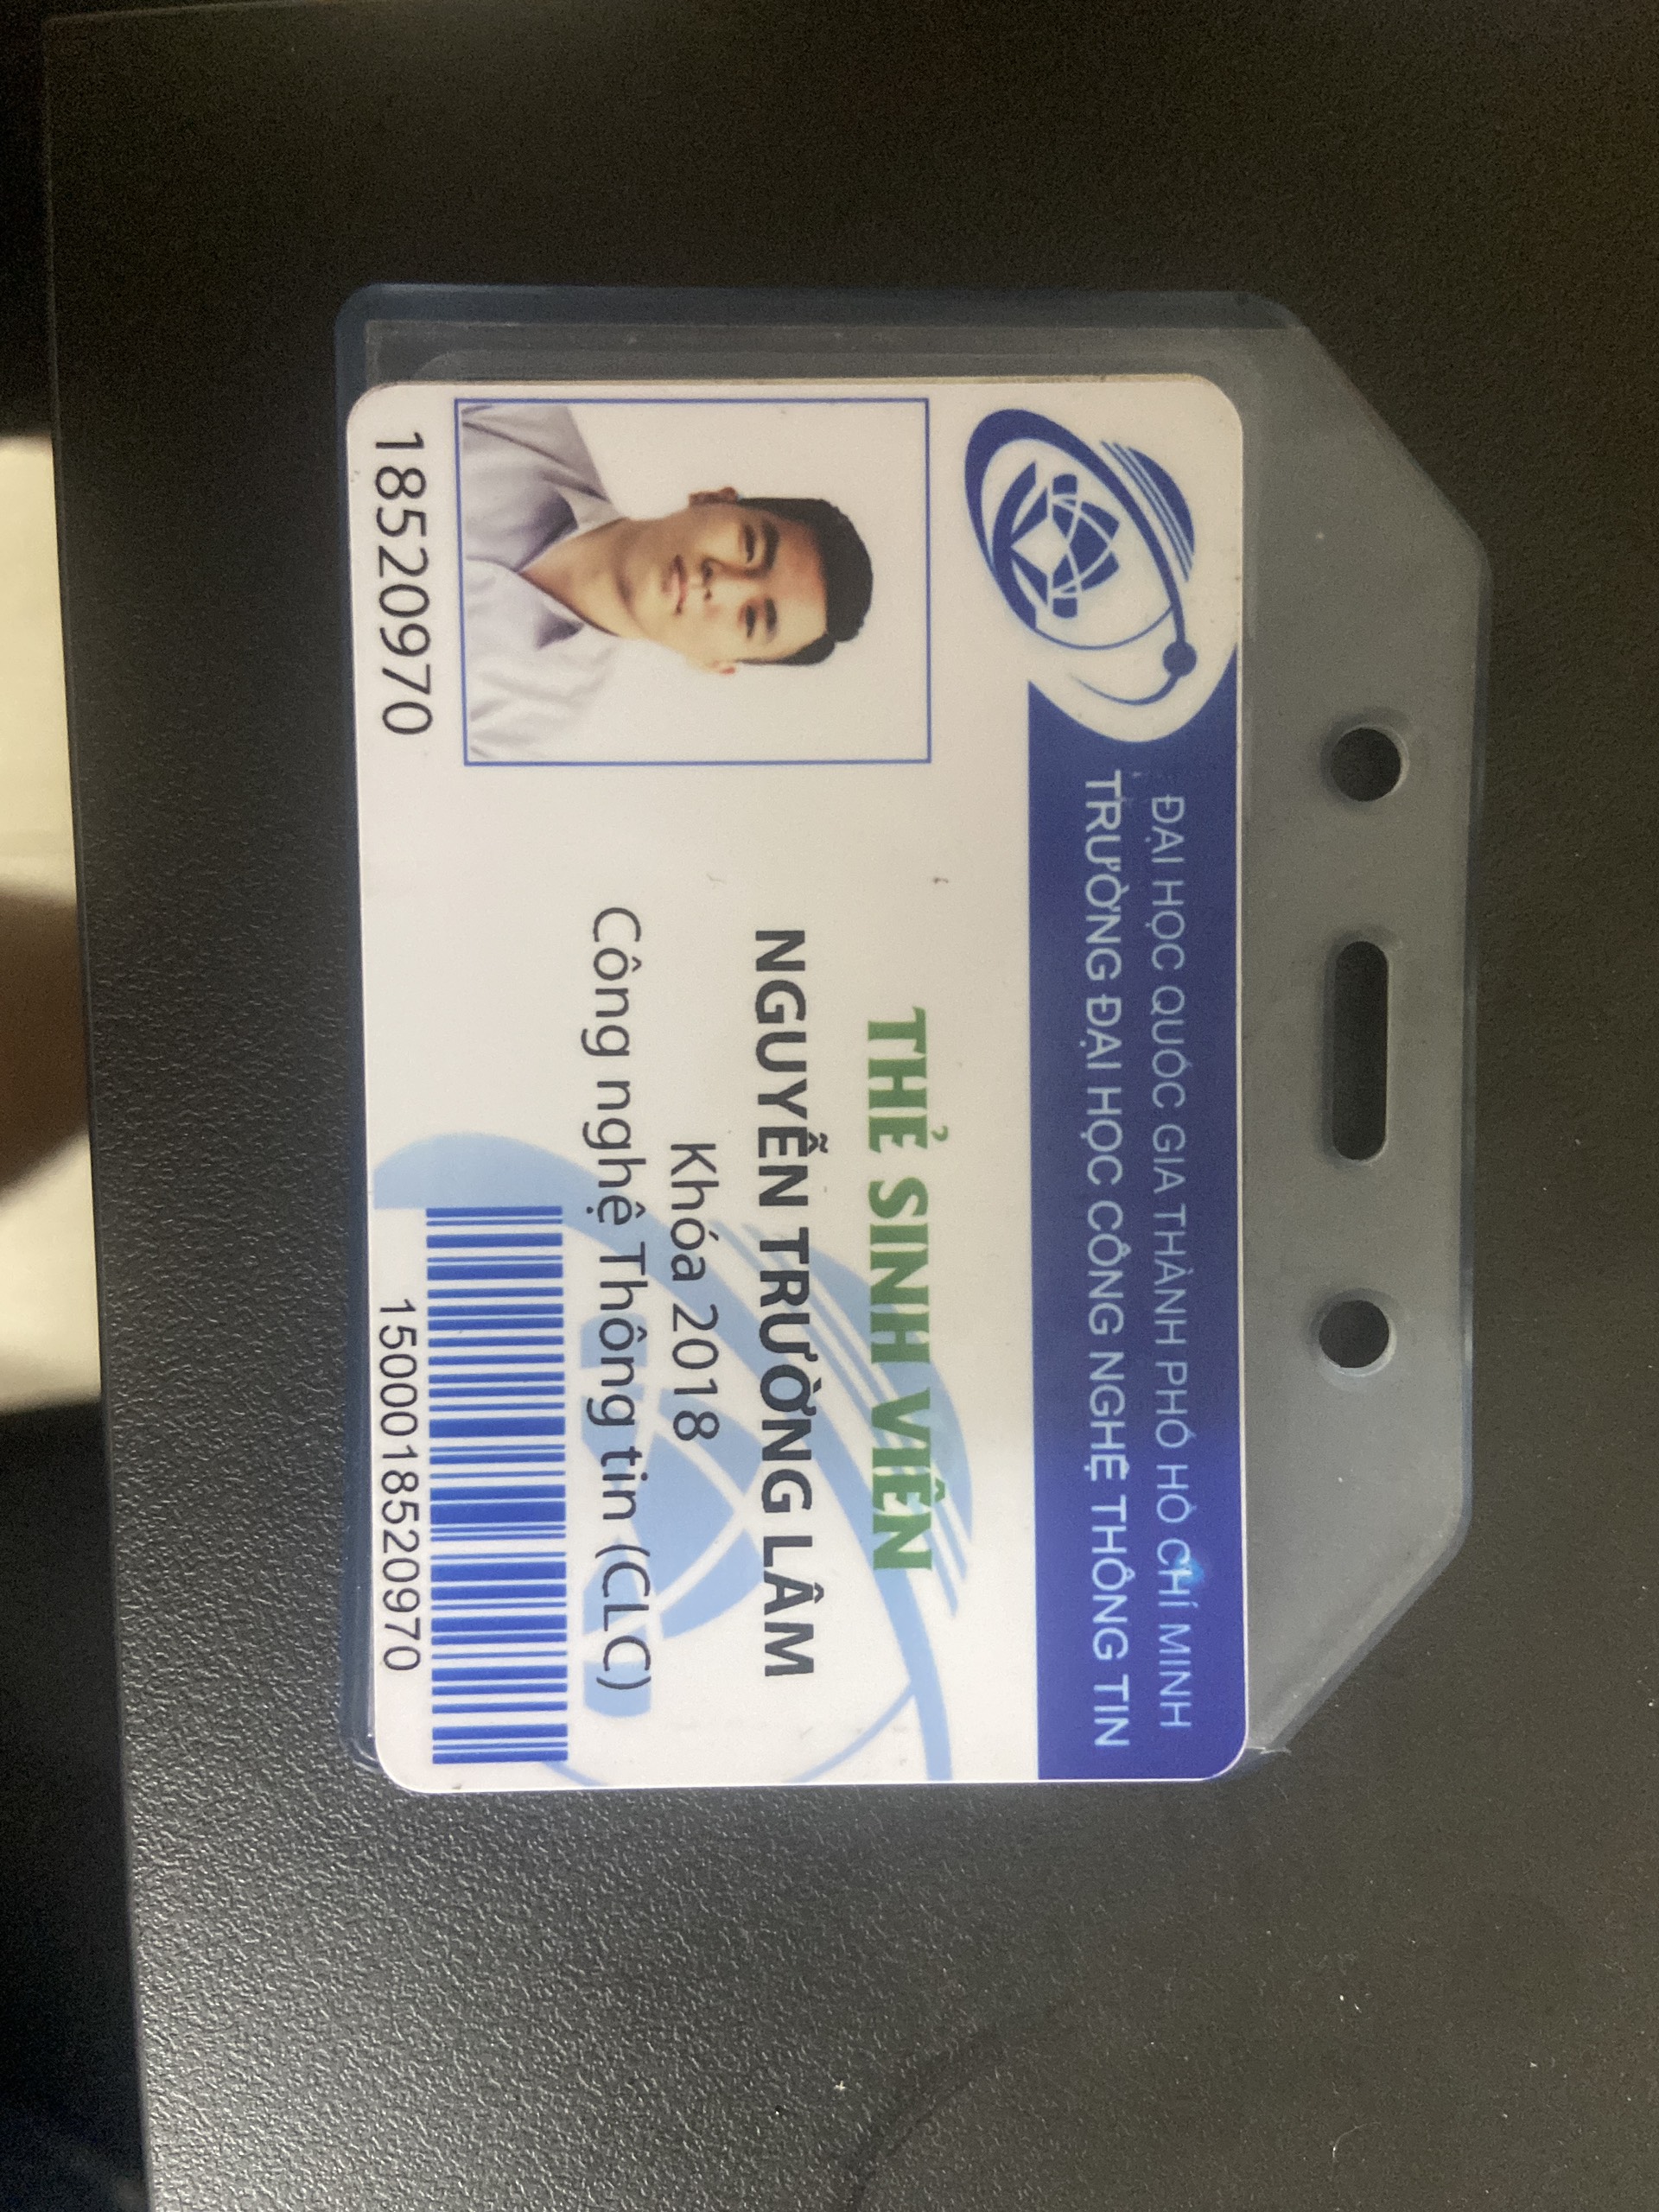 ĐẠI HỌC QUỐC GIA THÀNH PHỐ HỒ CHÍ MINH
TRƯỜNG ĐẠI HỌC CÔNG NGHỆ THÔNG TIN
THẺ SINH VIÊN
NGUYỄN TRƯỜNG LÂM
Khóa 2018
Công nghệ Thông tin (CLC)
18520970
1500018520970